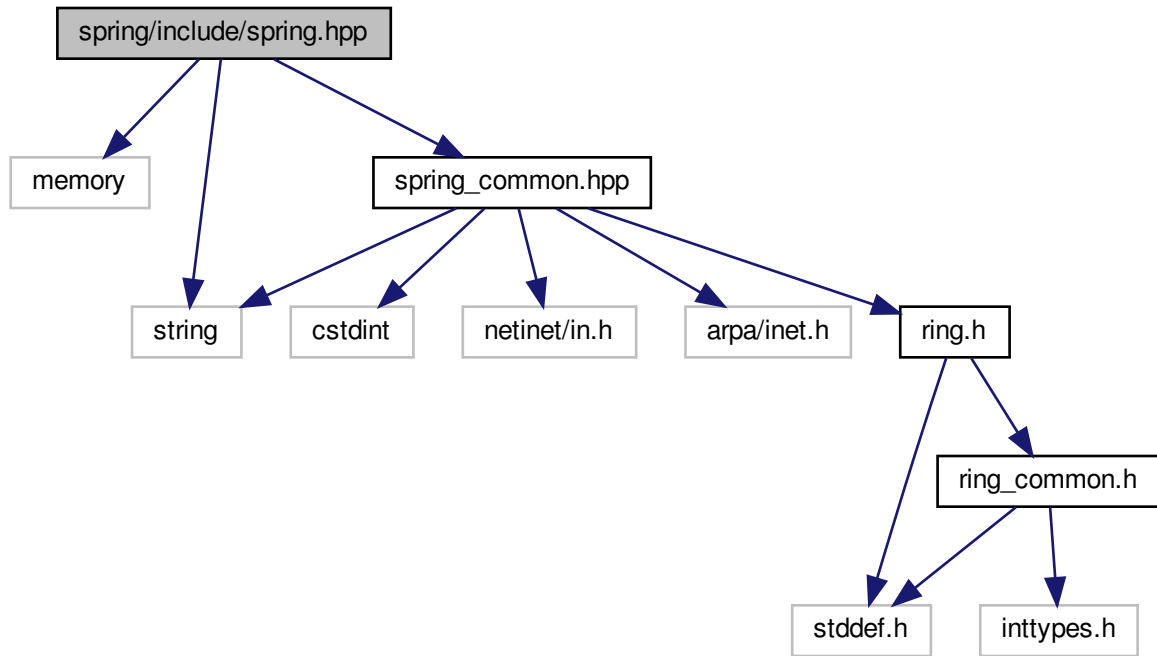 spring/include/spring.hpp
memory
spring_common.hpp
string
cstdint
netinet/in.h
arpa/inet.h
ring.h
ring_common.h
stddef.h
inttypes.h